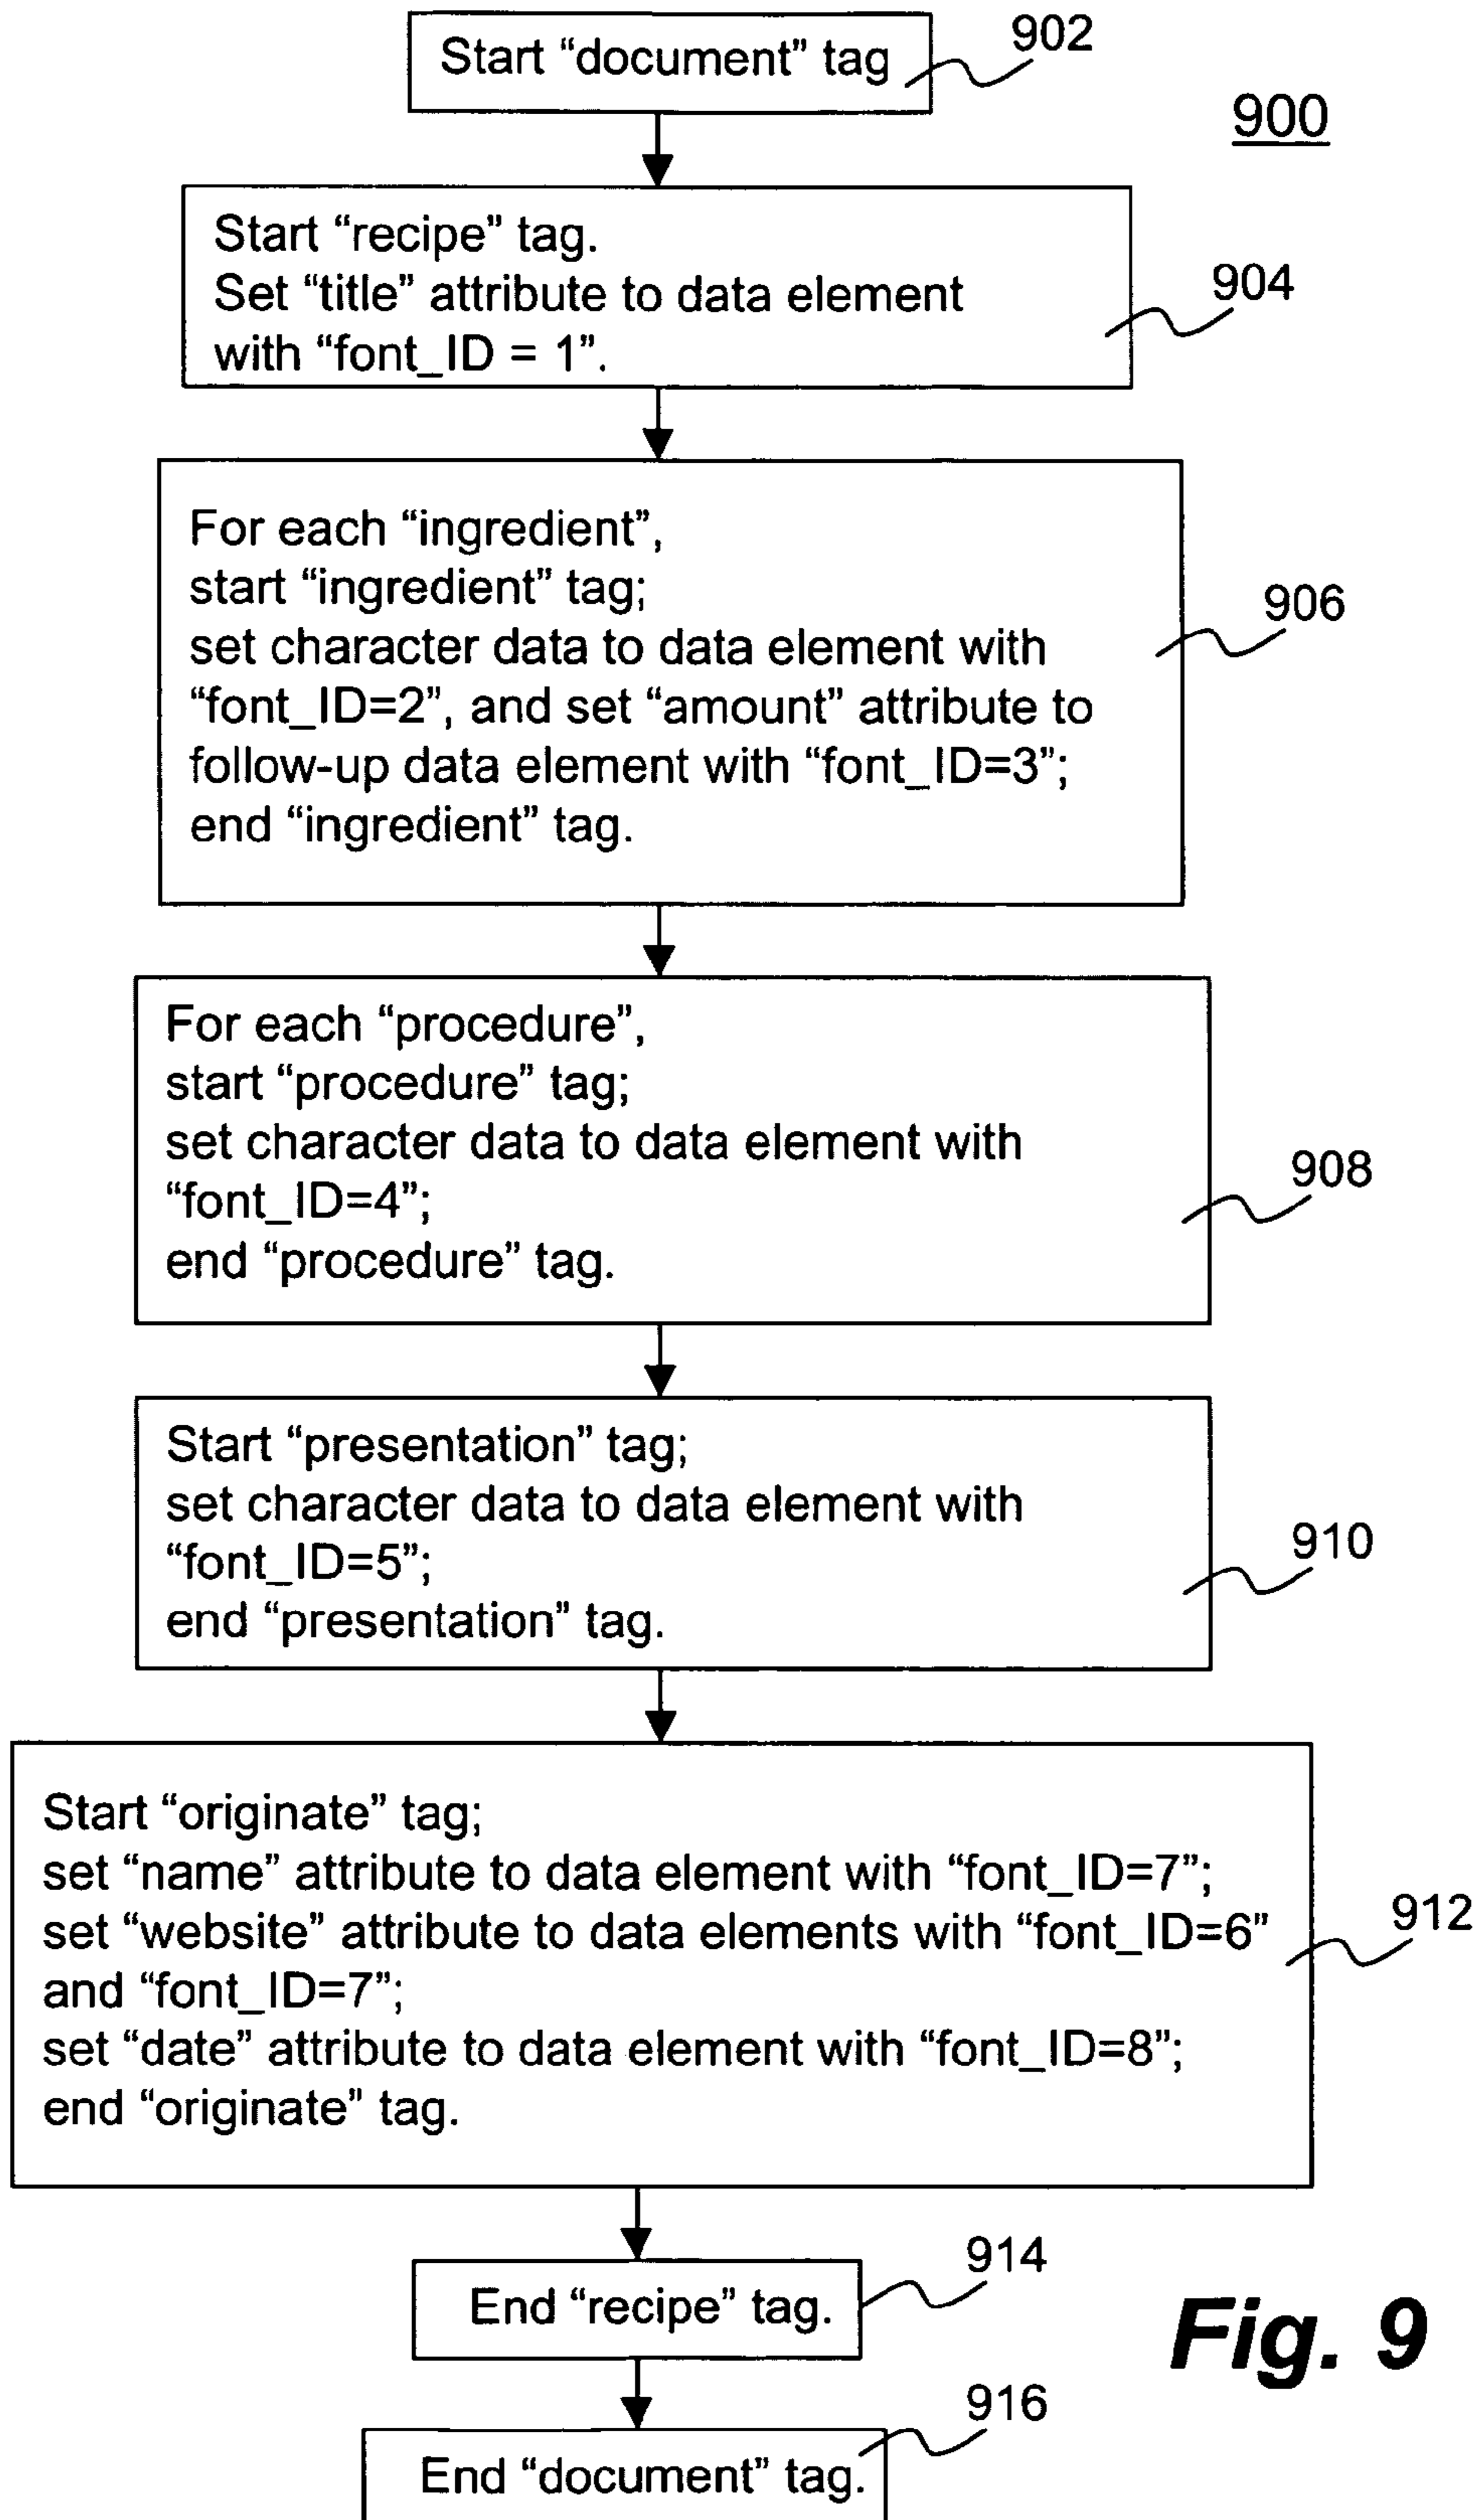 Start “document” tag
902
900
Start “recipe” tag.
Set “title” attribute to data element
with “font_ID = 1”.
904
For each “ingredient”,
start “ingredient” tag;
set character data to data element with
“font_ID=2”, and set “amount” attribute to
follow-up data element with “font_ID=3”;
end “ingredient” tag.
906
For each “procedure”,
start “procedure” tag;
set character data to data element with
“font_ID=4”;
end “procedure” tag.
908
Start “presentation” tag;
set character data to data element with
“font_ID=5”;
end “presentation” tag.
910
Start “originate” tag;
set “name” attribute to data element with “font_ID=7”;
set “website” attribute to data elements with “font_ID=6”
and “font_ID=7”;
set “date” attribute to data element with “font_ID=8”;
end “originate” tag.
912
End “recipe” tag.
914
Fig. 9
End “document” tag.
916